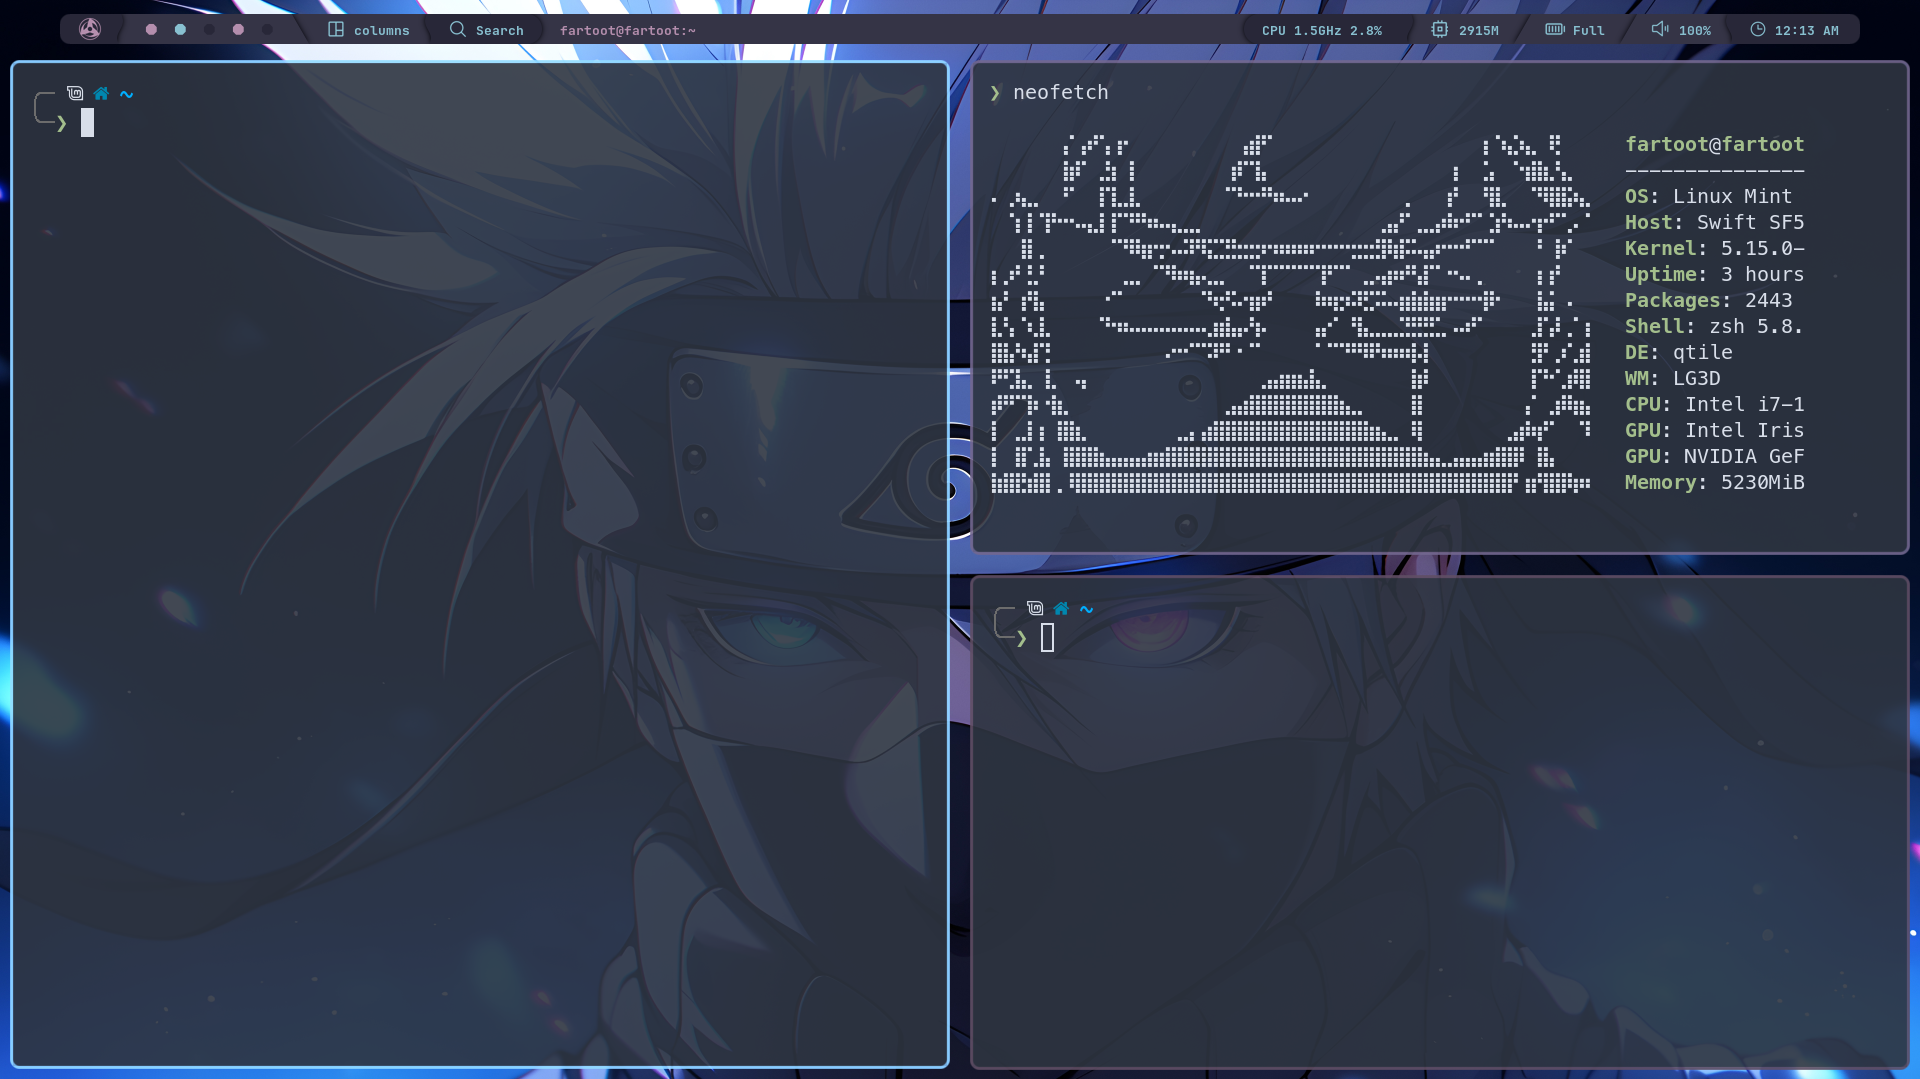 columns
Search
fartoot@fartoot:~
CPU 1.5GHz 2.8%
2915M
Full
100%
12:13 AM
~
❯
❯ neofetch
fartoot@fartoot
---------------
OS: Linux Mint
Host: Swift SF5
Kernel: 5.15.0-
Uptime: 3 hours
Packages: 2443
Shell: zsh 5.8.
DE: qtile
WM: LG3D
CPU: Intel i7-1
GPU: Intel Iris
GPU: NVIDIA GeF
Memory: 5230MiB
~
❯